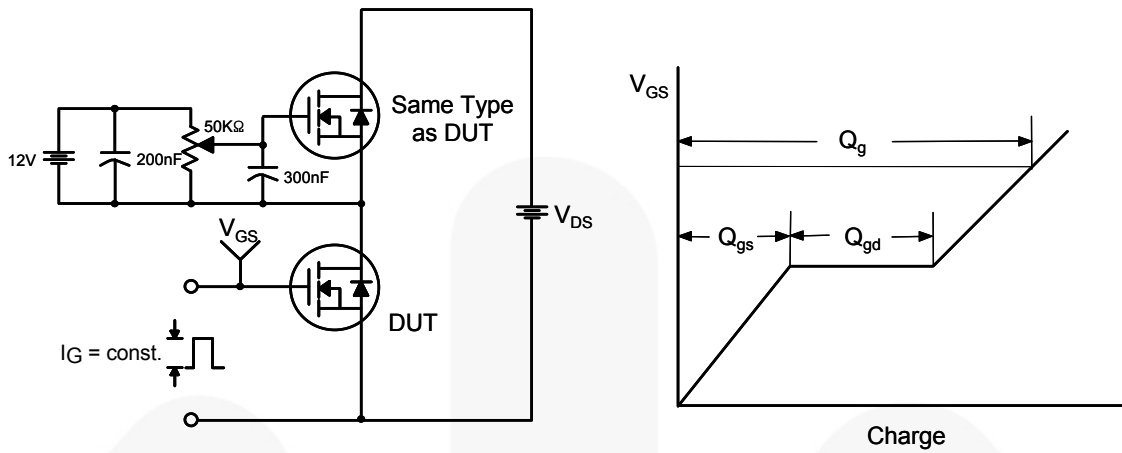 Same Type
as DUT
50KΩ
12V
200nF
300nF
V_GS
V_DS
DUT
IG = const.
V_GS
Q_g
Q_gs
Q_gd
Charge